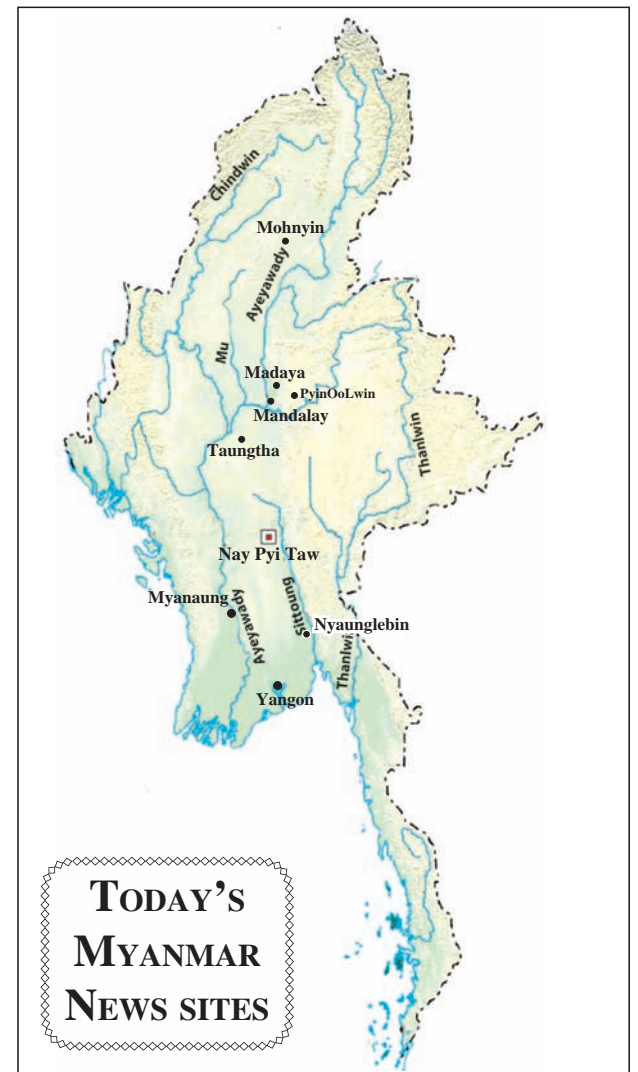 Chindwin
Mohnyin
Ayeyawady
Mu
Madaya
PyinOoLwin
Mandalay
Taungtha
Thanlwin
Nay Pyi Taw
Myanaung
Ayeyawady
Sittoung
Nyaunglebin
Thanlwin
Yangon
TODAY'S
MYANMAR
NEWS SITES